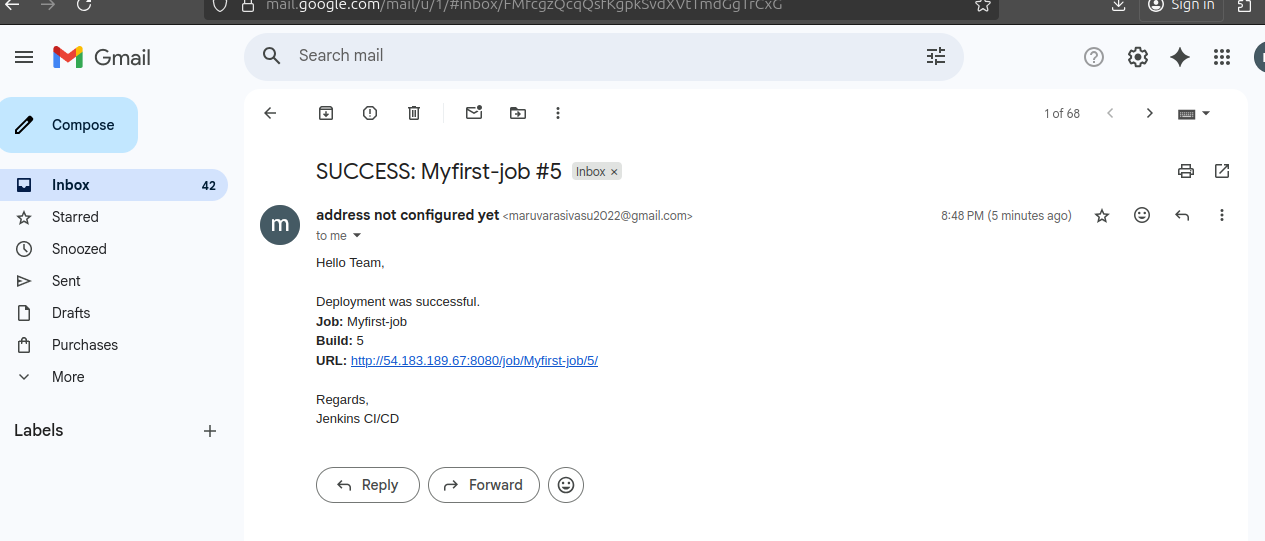 mail.google.com/mail/u/1/#inbox/
Sign in
Gmail
Search mail
Compose
1 of 68
Inbox 42
Starred
Snoozed
Sent
Drafts
Purchases
More
Labels
SUCCESS: Myfirst-job #5 Inbox ×
m
address not configured yet <maruvarasivasu2022@gmail.com>
8:48 PM (5 minutes ago)
to me
Hello Team,
Deployment was successful.
Job: Myfirst-job
Build: 5
URL: http://54.183.189.67:8080/job/Myfirst-job/5/
Regards,
Jenkins CI/CD
Reply
Forward